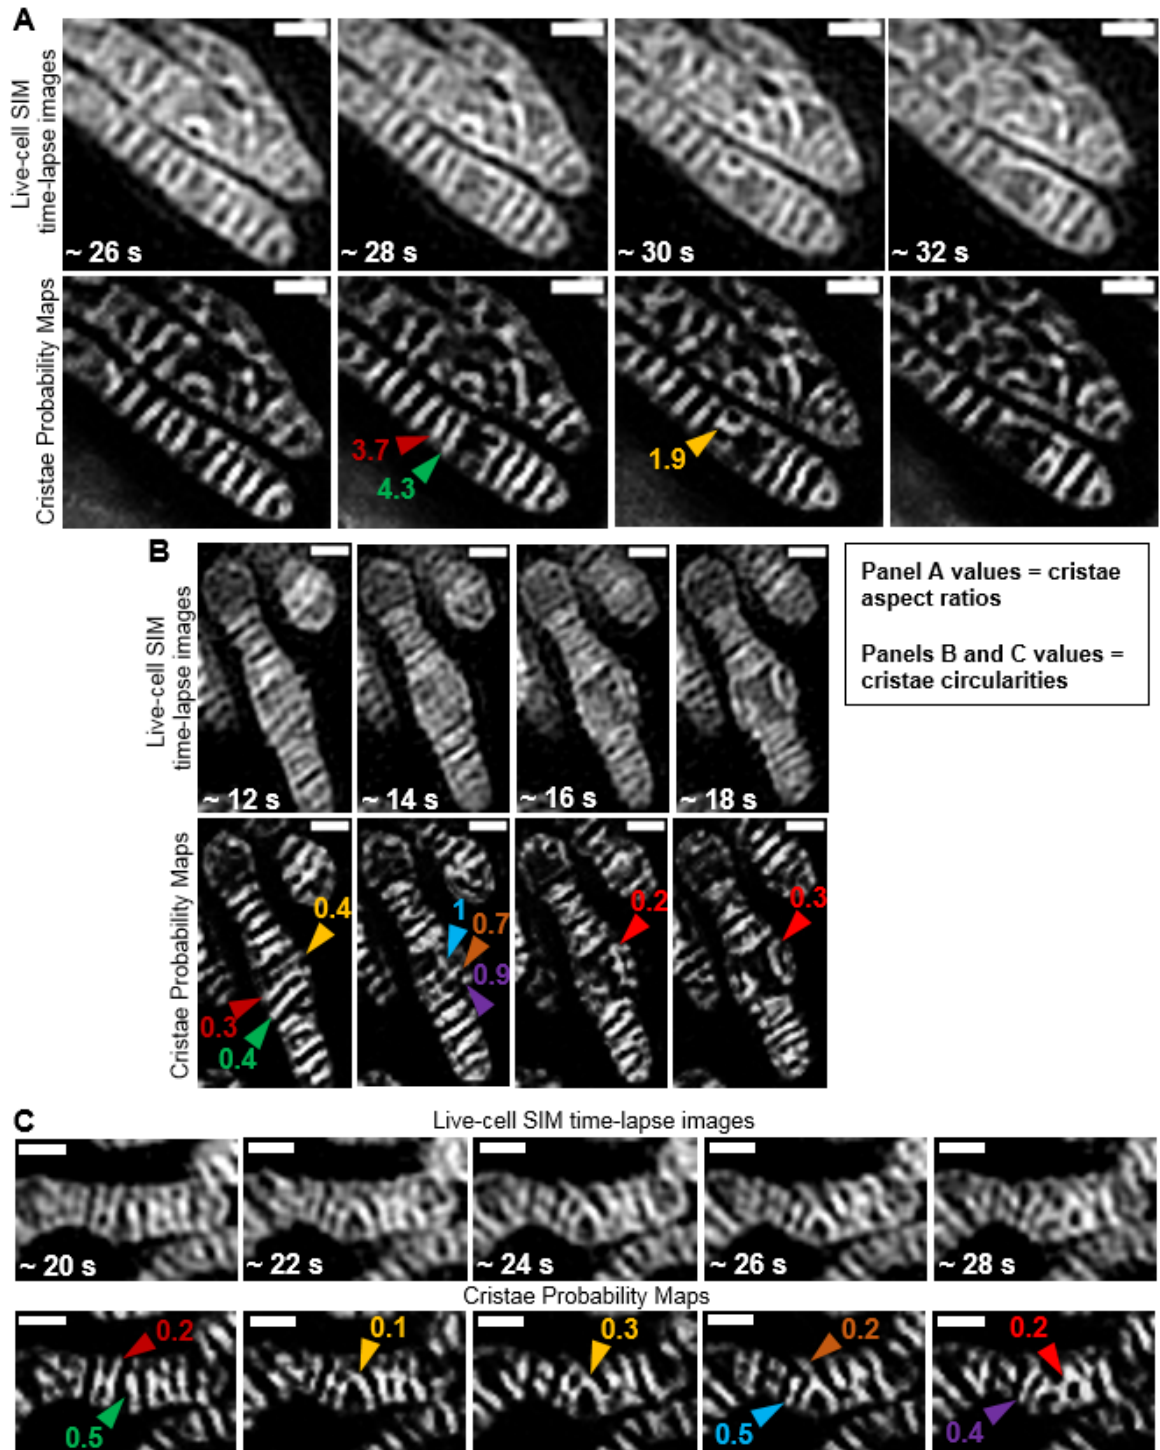 A
Live-cell SIM
time-lapse images
~ 26 s
~ 28 s
~ 30 s
~ 32 s
Cristae Probability Maps
3.7
4.3
1.9
B
Live-cell SIM
time-lapse images
~ 12 s
~ 14 s
~ 16 s
~ 18 s
Panel A values = cristae
aspect ratios
Panels B and C values =
cristae circularities
Cristae Probability Maps
0.4
0.3
0.4
1
0.7
0.9
0.2
0.3
C
Live-cell SIM time-lapse images
~ 20 s
~ 22 s
~ 24 s
~ 26 s
~ 28 s
Cristae Probability Maps
0.2
0.5
0.1
0.3
0.2
0.5
0.2
0.4